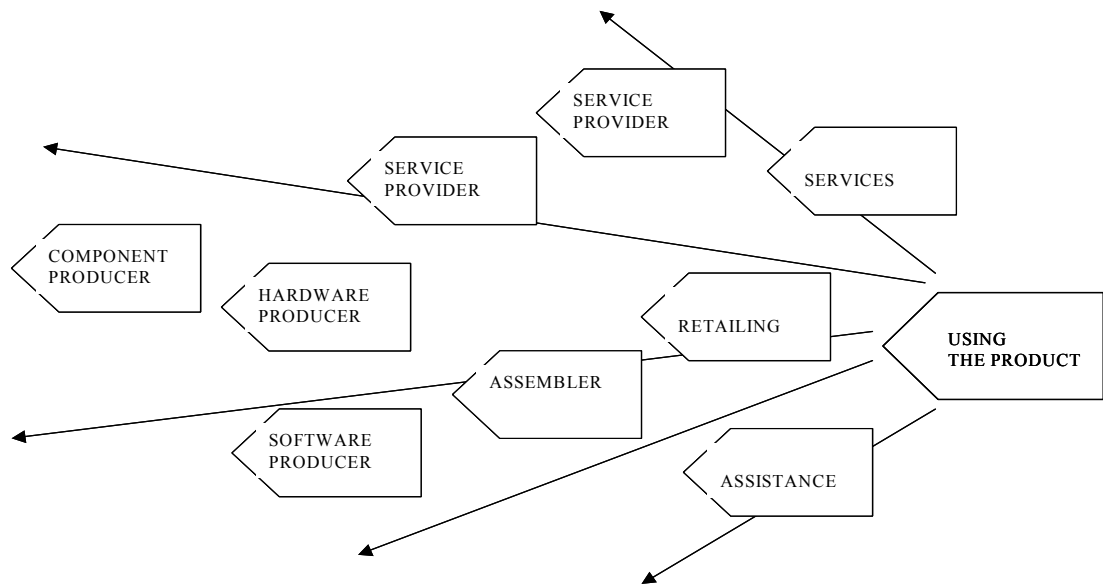 SERVICE
PROVIDER
SERVICE
PROVIDER
SERVICES
COMPONENT
PRODUCER
HARDWARE
PRODUCER
RETAILING
USING
THE PRODUCT
ASSEMBLER
SOFTWARE
PRODUCER
ASSISTANCE